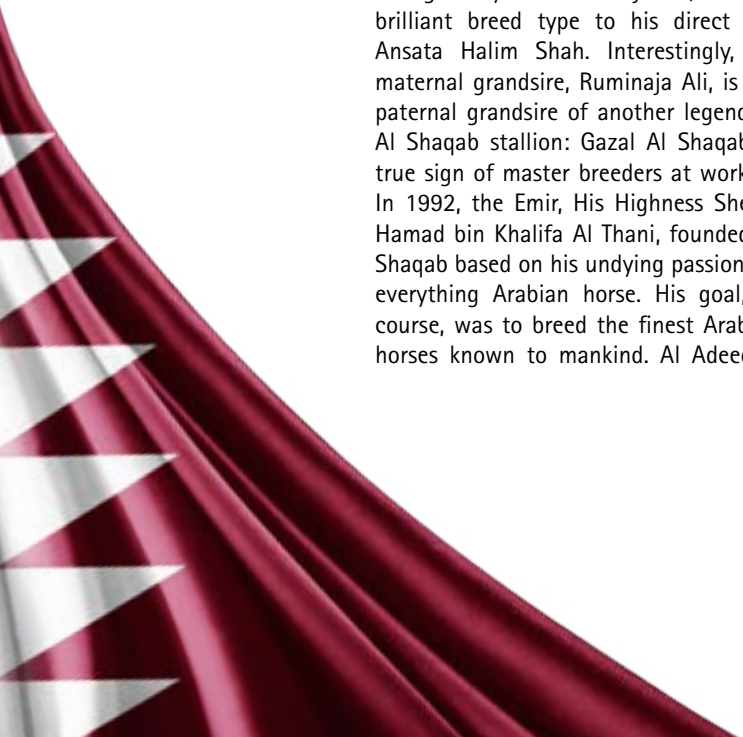 brilliant breed type to his direct
Ansata Halim Shah. Interestingly,
maternal grandsire, Ruminaja Ali, is
paternal grandsire of another legend
Al Shaqab stallion: Gazal Al Shaqab
true sign of master breeders at work
In 1992, the Emir, His Highness She
Hamad bin Khalifa Al Thani, founded
Shaqab based on his undying passion
everything Arabian horse. His goal,
course, was to breed the finest Arab
horses known to mankind. Al Adeed